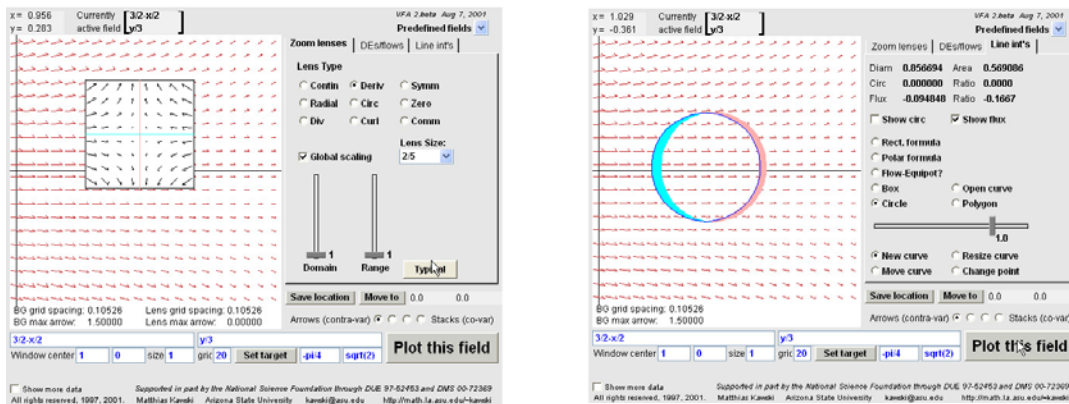 x= 0.956 Currently 3/2-x/2 VFA 2.beta Aug 7, 2001
y= 0.283 active field y/3 Predefined fields
Zoom lenses DEs/flows Line int's
Lens Type
Contin Deriv Symm
Radial Circ Zero
Div Curl Comm
Lens Size:
Global scaling 2:5
1 1
Domain Range
Save location Move to 0.0 0.0
BG grid spacing: 0.10526 Lens grid spacing: 0.10526
BG max arrow: 1.50000 Lens max arrow: 0.00000
Arrows (contra-var) Stacks (co-var)
3/2-x/2 y/3
Window center 1 0 size 1 grid 20 Set target -pi/4 sqrt(2) Plot this field
Show more data Supported in part by the National Science Foundation through DUE 97-52453 and DMS 00-72369
All rights reserved, 1997, 2001. Matthias Kawski Arizona State University kawski@asu.edu http://math.la.asu.edu/~kawski
x= 1.029 Currently 3/2-x/2 VFA 2.beta Aug 7, 2001
y= -0.361 active field y/3 Predefined fields
Zoom lenses DEs/flows Line int's
Diam 0.856694 Area 0.569086
Circ 0.000000 Ratio 0.0000
Flux -0.094848 Ratio -0.1667
Show circ Show flux
Rect. formula
Polar formula
Flow-Equipot?
Box Open curve
Circle Polygon
1.0
New curve Resize curve
Move curve Change point
Save location Move to 0.0 0.0
BG grid spacing: 0.10526
BG max arrow: 1.50000
Arrows (contra-var) Stacks (co-var)
3/2-x/2 y/3
Window center 1 0 size 1 grid 20 Set target -pi/4 sqrt(2) Plot this field
Show more data Supported in part by the National Science Foundation through DUE 97-52453 and DMS 00-72369
All rights reserved, 1997, 2001. Matthias Kawski Arizona State University kawski@asu.edu http://math.la.asu.edu/~kawski